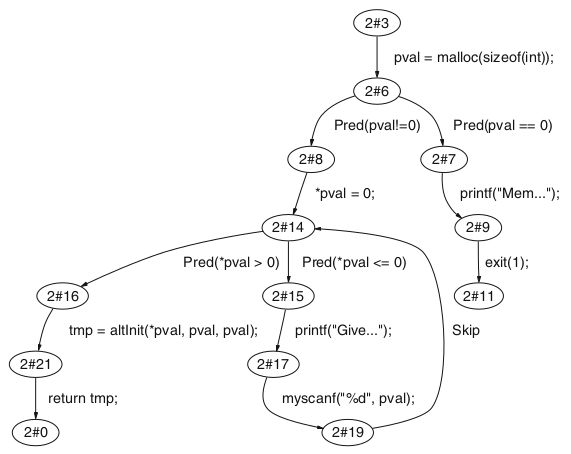 2#3
pval = malloc(sizeof(int));
2#6
Pred(pval!=0)
Pred(pval == 0)
2#8
2#7
*pval = 0;
printf("Mem...");
2#14
2#9
Pred(*pval > 0)
Pred(*pval <= 0)
exit(1);
2#16
2#15
2#11
tmp = altInit(*pval, pval, pval);
printf("Give...");
Skip
2#21
2#17
return tmp;
myscanf("%d", pval);
2#0
2#19